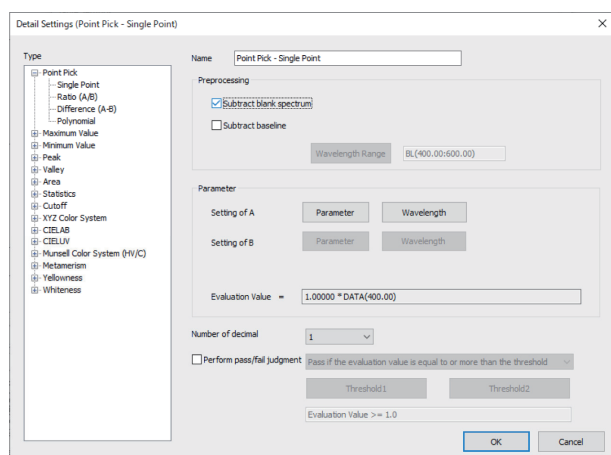 Detail Settings (Point Pick - Single Point)
Type
Point Pick
Single Point
Ratio (A/B)
Difference (A-B)
Polynomial
Maximum Value
Minimum Value
Peak
Valley
Area
Statistics
Cutoff
XYZ Color System
CIELAB
CIELUV
Munsell Color System (HV/C)
Metamerism
Yellowness
Whiteness
Name Point Pick - Single Point
Preprocessing
Subtract blank spectrum
Subtract baseline
Wavelength Range BL(400.00:600.00)
Parameter
Setting of A Parameter Wavelength
Setting of B Parameter Wavelength
Evaluation Value = 1.00000 * DATA(400.00)
Number of decimal 1
Perform pass/fail judgment Pass if the evaluation value is equal to or more than the threshold
Threshold1 Threshold2
Evaluation Value >= 1.0
OK Cancel